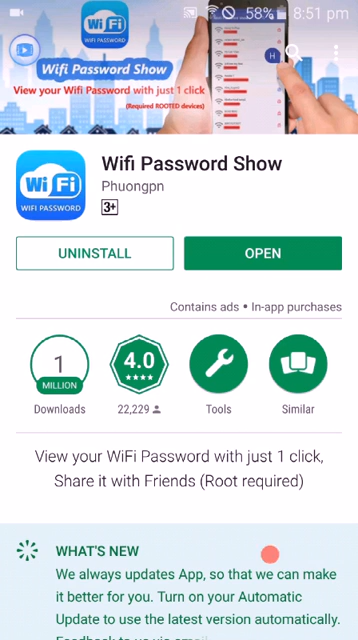 58% 8:51 pm
WiFi
WIFI PASSWORD
Wifi Password Show
View your Wifi Password with just 1 click
(Required ROOTED devices)
H
WiFi
WIFI PASSWORD
Wifi Password Show
Phuongpn
3+
UNINSTALL
OPEN
Contains ads • In-app purchases
1
MILLION
4.0
Downloads
22,229
Tools
Similar
View your WiFi Password with just 1 click,
Share it with Friends (Root required)
WHAT'S NEW
We always updates App, so that we can make
it better for you. Turn on your Automatic
Update to use the latest version automatically.